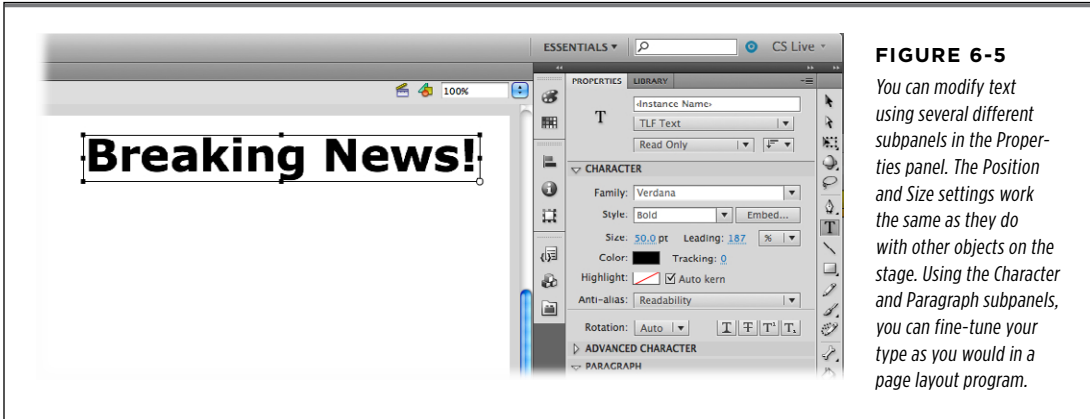 ESSENTIALS CS Live
100%
Breaking News!
PROPERTIES LIBRARY
T
<Instance Name>
TLF Text
Read Only
CHARACTER
Family: Verdana
Style: Bold Embed...
Size: 50.0 pt Leading: 187 %
Color: Tracking: 0
Highlight: Auto kern
Anti-alias: Readability
Rotation: Auto T T T¹ T₁
ADVANCED CHARACTER
PARAGRAPH
T
FIGURE 6-5
You can modify text
using several different
subpanels in the Proper-
ties panel. The Position
and Size settings work
the same as they do
with other objects on the
stage. Using the Character
and Paragraph subpanels,
you can fine-tune your
type as you would in a
page layout program.